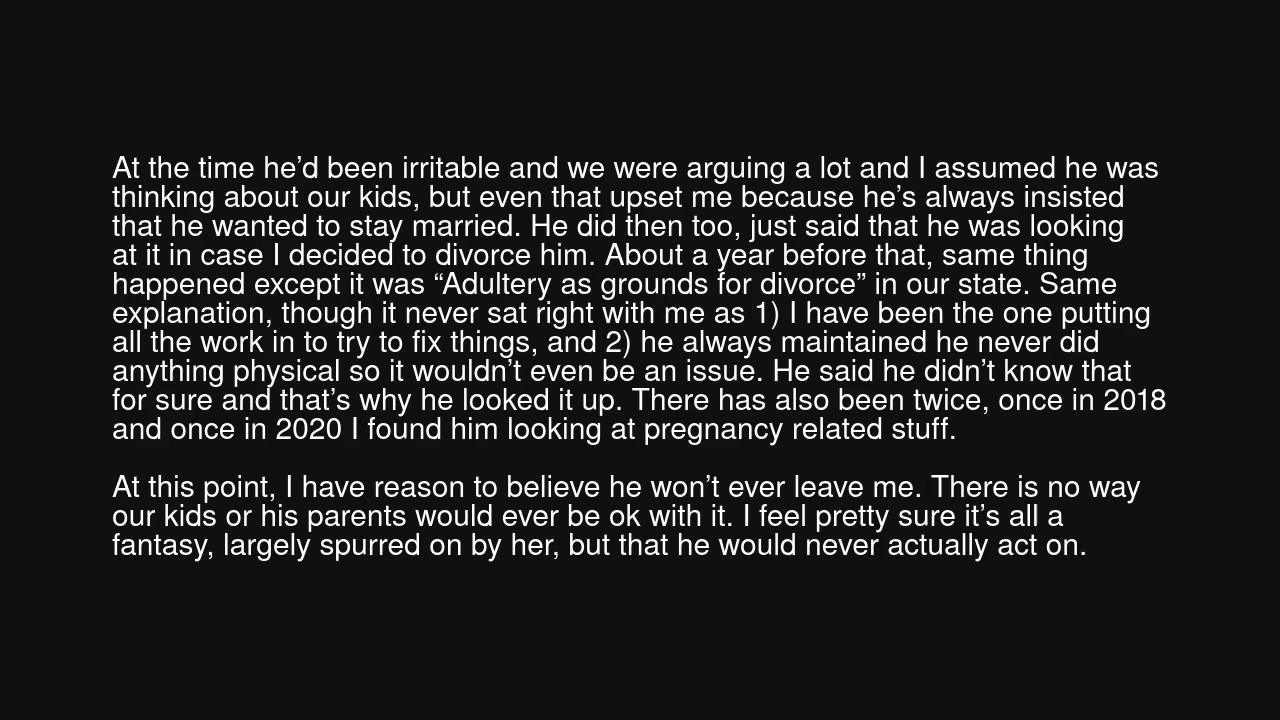 At the time he’d been irritable and we were arguing a lot and I assumed he was
thinking about our kids, but even that upset me because he’s always insisted
that he wanted to stay married. He did then too, just said that he was looking
at it in case I decided to divorce him. About a year before that, same thing
happened except it was “Adultery as grounds for divorce” in our state. Same
explanation, though it never sat right with me as 1) I have been the one putting
all the work in to try to fix things, and 2) he always maintained he never did
anything physical so it wouldn’t even be an issue. He said he didn’t know that
for sure and that’s why he looked it up. There has also been twice, once in 2018
and once in 2020 I found him looking at pregnancy related stuff.
At this point, I have reason to believe he won’t ever leave me. There is no way
our kids or his parents would ever be ok with it. I feel pretty sure it’s all a
fantasy, largely spurred on by her, but that he would never actually act on.